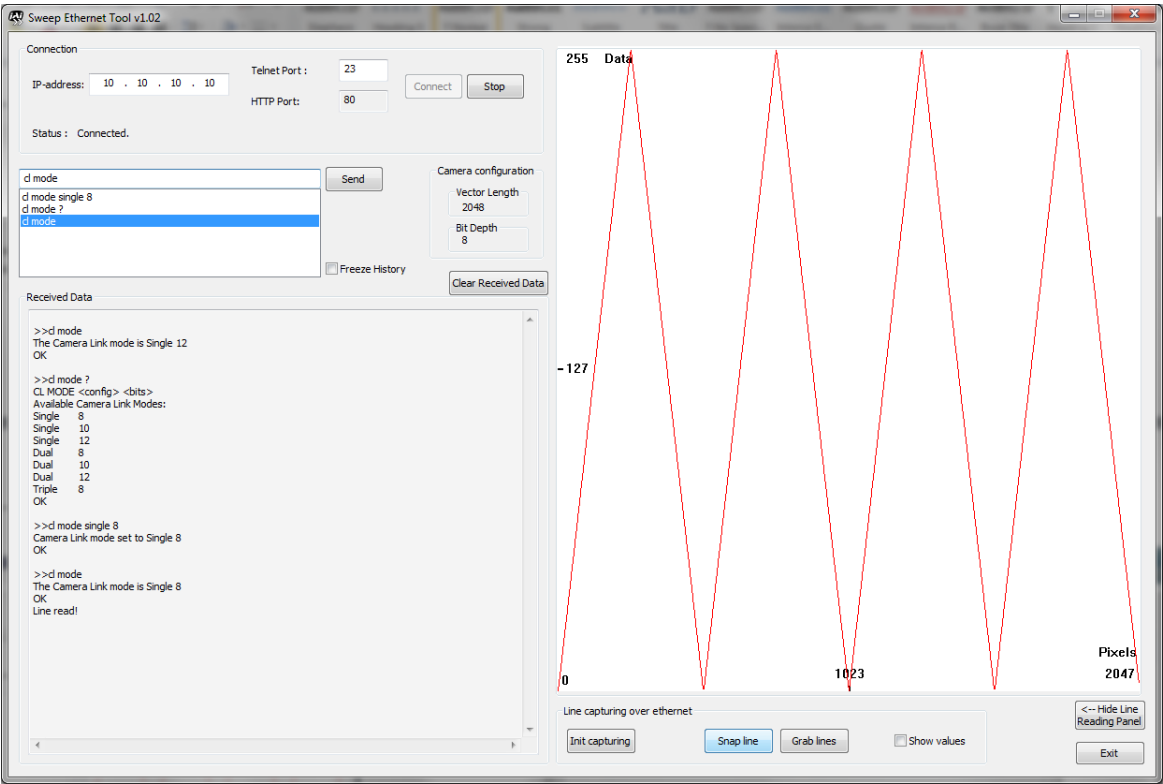 Sweep Ethernet Tool v1.02
Connection
IP-address: 10 . 10 . 10 . 10
Telnet Port : 23
HTTP Port: 80
Connect
Stop
Status : Connected.
cl mode
Send
cl mode single 8
cl mode ?
cl mode
Freeze History
Camera configuration
Vector Length
2048
Bit Depth
8
Clear Received Data
Received Data
>>cl mode
The Camera Link mode is Single 12
OK
>>cl mode ?
CL MODE <config> <bits>
Available Camera Link Modes:
Single 8
Single 10
Single 12
Dual 8
Dual 10
Dual 12
Triple 8
OK
>>cl mode single 8
Camera Link mode set to Single 8
OK
>>cl mode
The Camera Link mode is Single 8
OK
Line read!
255 Data
-127
0
1023
Pixels
2047
Line capturing over ethernet
Init capturing
Snap line
Grab lines
Show values
<-- Hide Line
Reading Panel
Exit